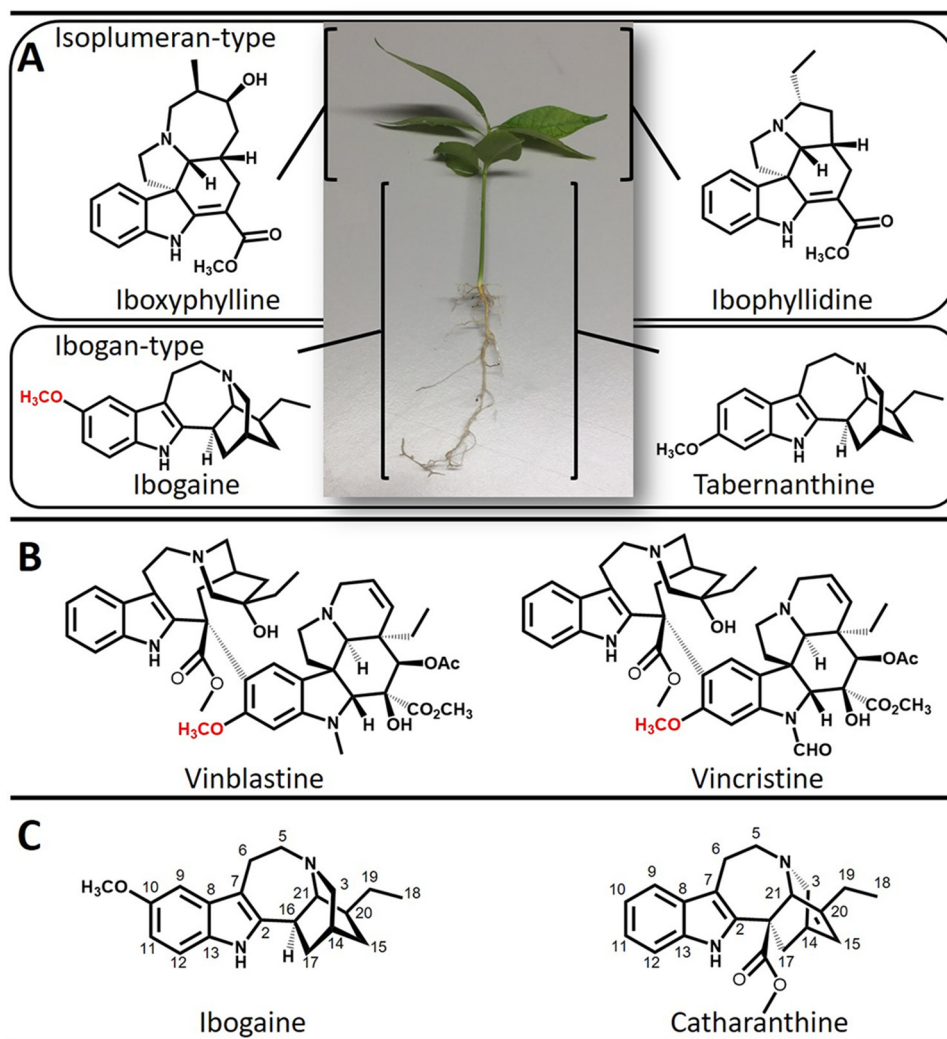 A
Isoplumeran-type
OH
N
H
H
N
H
O
H₃CO
Iboxyphylline
N
H
H
N
H
O
H₃CO
Ibophyllidine
Ibogan-type
H₃CO
N
N
H
H
Ibogaine
N
H₃CO
N
H
H
Tabernanthine
B
N
N
H
OH
O
O
N
H
OAc
H₃CO
N
H
OH
CO₂CH₃
Vinblastine
N
N
H
OH
O
O
N
H
OAc
H₃CO
N
H
OH
CO₂CH₃
CHO
Vincristine
C
5
6
N
H₃CO
10
9
8
7
21
3
19
18
20
16
2
14
15
11
12
13
N
H
H
17
Ibogaine
5
6
N
9
10
8
7
21
3
19
18
20
2
14
15
11
12
13
N
H
17
O
O
Catharanthine